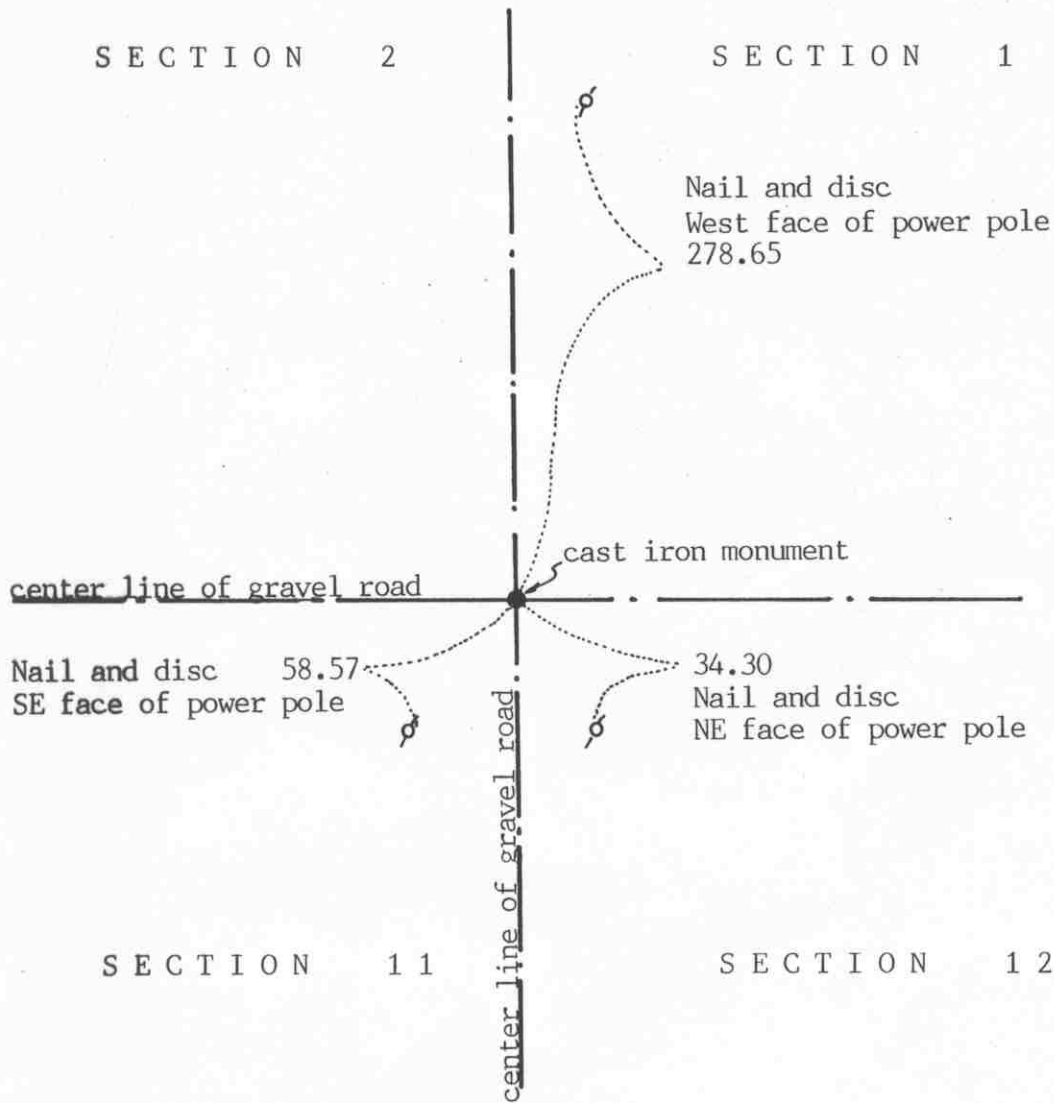 SECTION 2
SECTION 1
Nail and disc
West face of power pole
278.65
cast iron monument
center line of gravel road
Nail and disc 58.57
SE face of power pole
34.30
Nail and disc
NE face of power pole
center line of gravel road
SECTION 11
SECTION 12